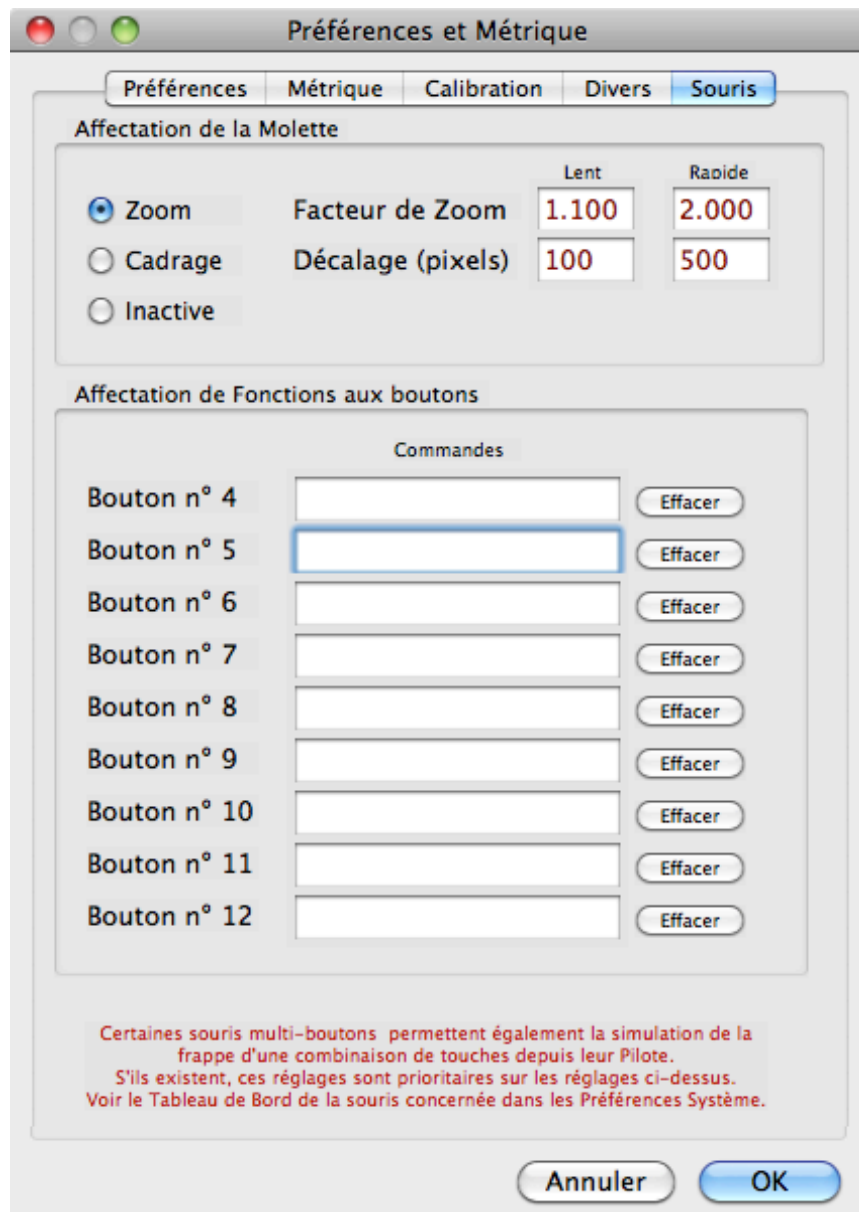 Préférences et Métrique
Préférences Métrique Calibration Divers Souris
Affectation de la Molette
Lent Rapide
Zoom Facteur de Zoom 1.100 2.000
Cadrage Décalage (pixels) 100 500
Inactive
Affectation de Fonctions aux boutons
Commandes
Bouton n° 4 Effacer
Bouton n° 5 Effacer
Bouton n° 6 Effacer
Bouton n° 7 Effacer
Bouton n° 8 Effacer
Bouton n° 9 Effacer
Bouton n° 10 Effacer
Bouton n° 11 Effacer
Bouton n° 12 Effacer
Certaines souris multi-boutons permettent également la simulation de la
frappe d'une combinaison de touches depuis leur Pilote.
S'ils existent, ces réglages sont prioritaires sur les réglages ci-dessus.
Voir le Tableau de Bord de la souris concernée dans les Préférences Système.
Annuler OK